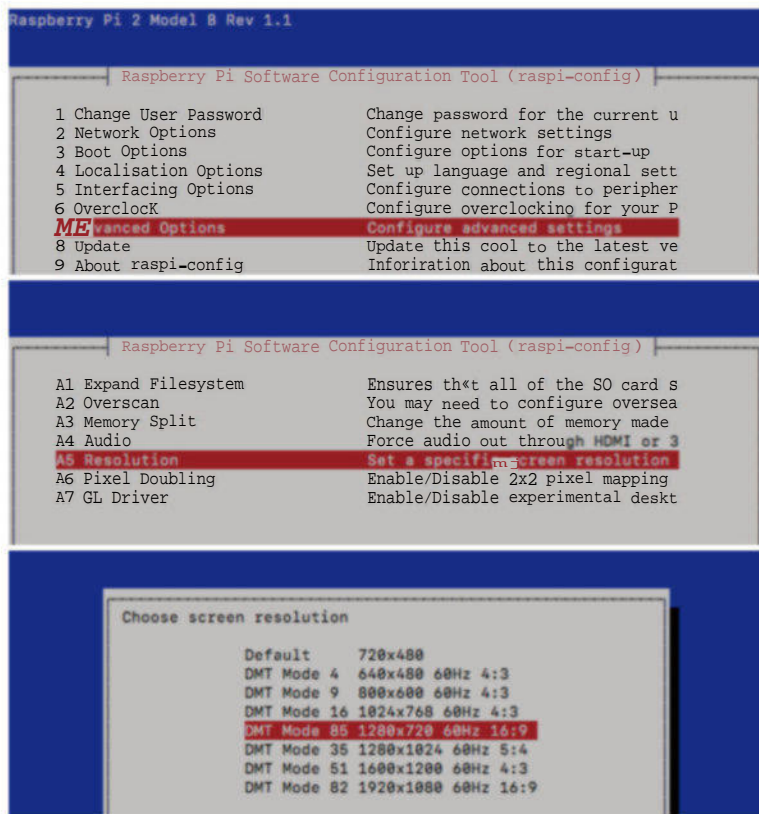 Raspberry Pi 2 Model B Rev 1.1
Raspberry Pi Software Configuration Tool (raspi-config)
1 Change User Password Change password for the current u
2 Network Options Configure network settings
3 Boot Options Configure options for start-up
4 Localisation Options Set up language and regional sett
5 Interfacing Options Configure connections to peripher
6 OverclocK Configure overclocking for your P
MEvanced Options Configure advanced settings
8 Update Update this cool to the latest ve
9 About raspi-config Inforiration about this configurat
Raspberry Pi Software Configuration Tool (raspi-config)
A1 Expand Filesystem Ensures th«t all of the SO card s
A2 Overscan You may need to configure oversea
A3 Memory Split Change the amount of memory made
A4 Audio Force audio out through HDMI or 3
A5 Resolution Set a specifim-creen resolution
A6 Pixel Doubling Enable/Disable 2x2 pixel mapping
A7 GL Driver Enable/Disable experimental deskt
Choose screen resolution
Default 720x480
DMT Mode 4 640x480 60Hz 4:3
DMT Mode 9 800x600 60Hz 4:3
DMT Mode 16 1024x768 60Hz 4:3
DMT Mode 85 1280x720 60Hz 16:9
DMT Mode 35 1280x1024 60Hz 5:4
DMT Mode 51 1600x1200 60Hz 4:3
DMT Mode 82 1920x1080 60Hz 16:9